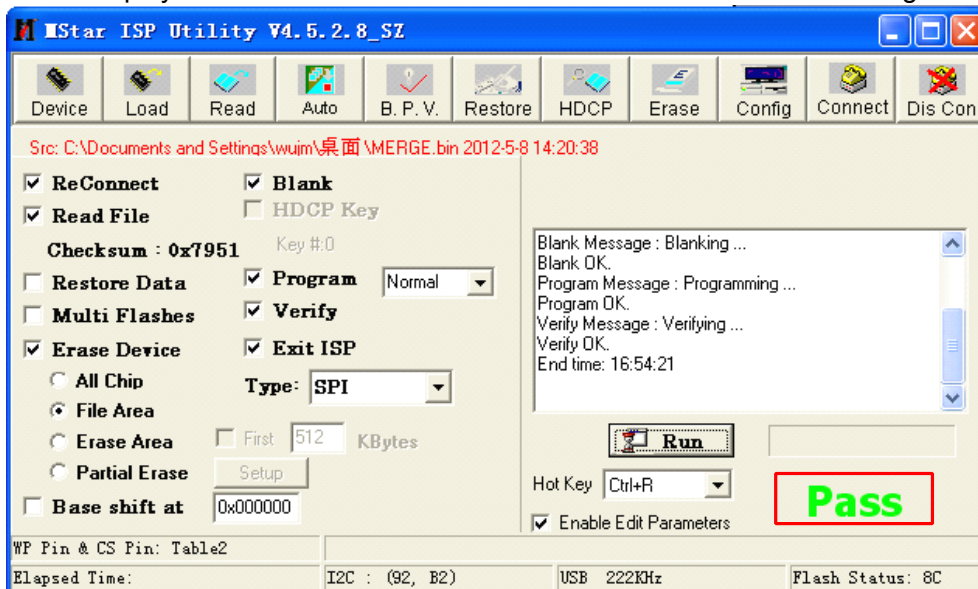 MStar ISP Utility V4.5.2.8_SZ
Device Load Read Auto B.P.V. Restore HDCP Erase Config Connect Dis Con
Src: C:\Documents and Settings\wujm\桌面\MERGE.bin 2012-5-8 14:20:38
ReConnect Blank
Read File HDCP Key
Checksum : 0x7951 Key #:0
Restore Data Program Normal
Multi Flashes Verify
Erase Device Exit ISP
All Chip Type: SPI
File Area
Erase Area First 512 KBytes
Partial Erase Setup
Base shift at 0x000000
Blank Message : Blanking ...
Blank OK.
Program Message : Programming ...
Program OK.
Verify Message : Verifying ...
Verify OK.
End time: 16:54:21
Run
Hot Key Ctrl+R
Pass
Enable Edit Parameters
WP Pin & CS Pin: Table2
Elapsed Time: I2C : (92, B2) USB 222KHz Flash Status: 8C